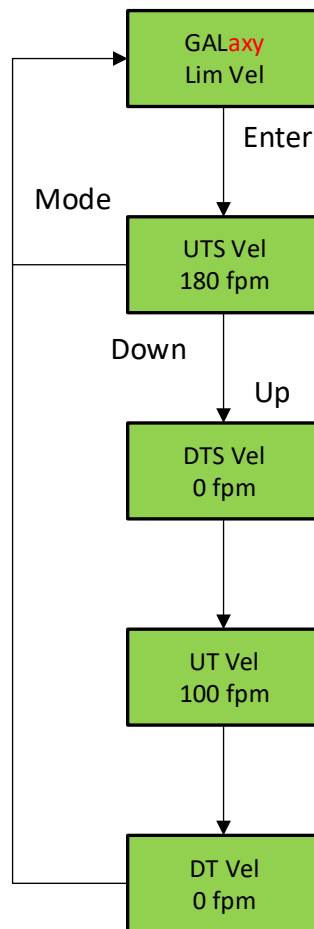 GALaxy
Lim Vel
Enter
Mode
UTS Vel
180 fpm
Down
Up
DTS Vel
0 fpm
UT Vel
100 fpm
DT Vel
0 fpm